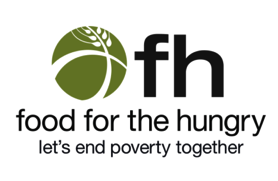 fh
food for the hungry
let's end poverty together